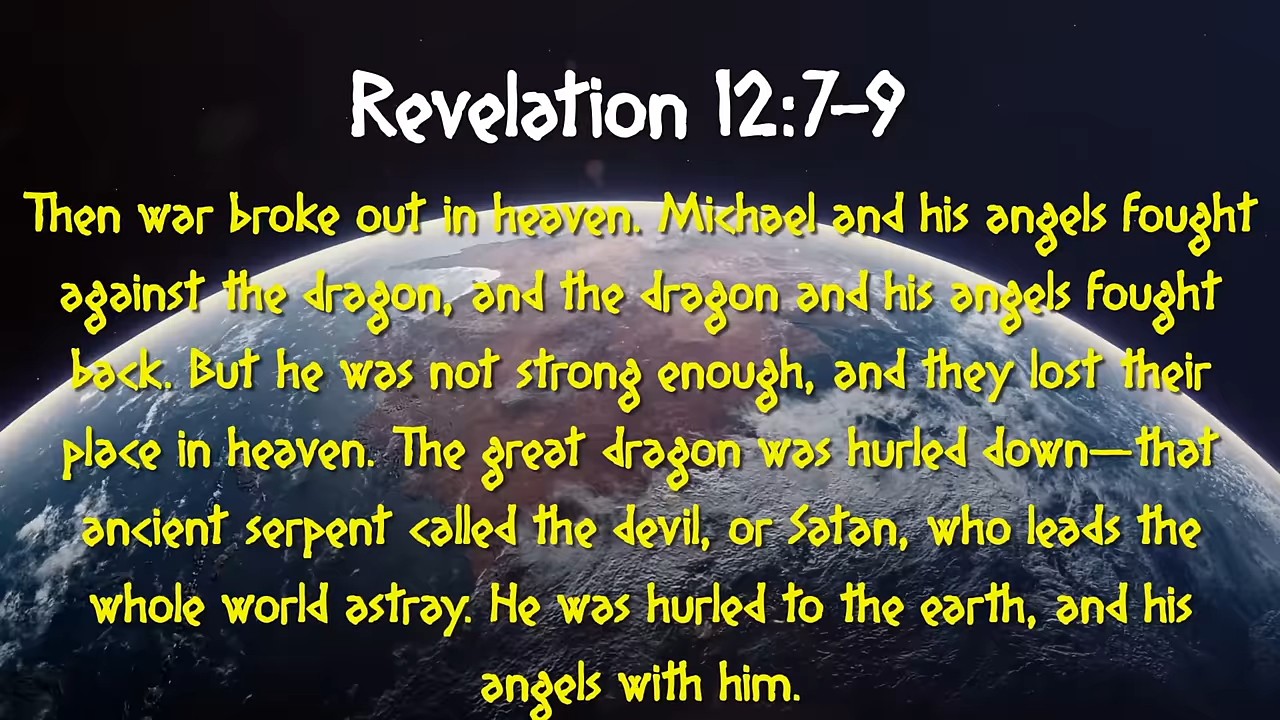 Revelation 12:7–9
Then war broke out in heaven. Michael and his angels fought
against the dragon, and the dragon and his angels fought
back. But he was not strong enough, and they lost their
place in heaven. The great dragon was hurled down—that
ancient serpent called the devil, or Satan, who leads the
whole world astray. He was hurled to the earth, and his
angels with him.